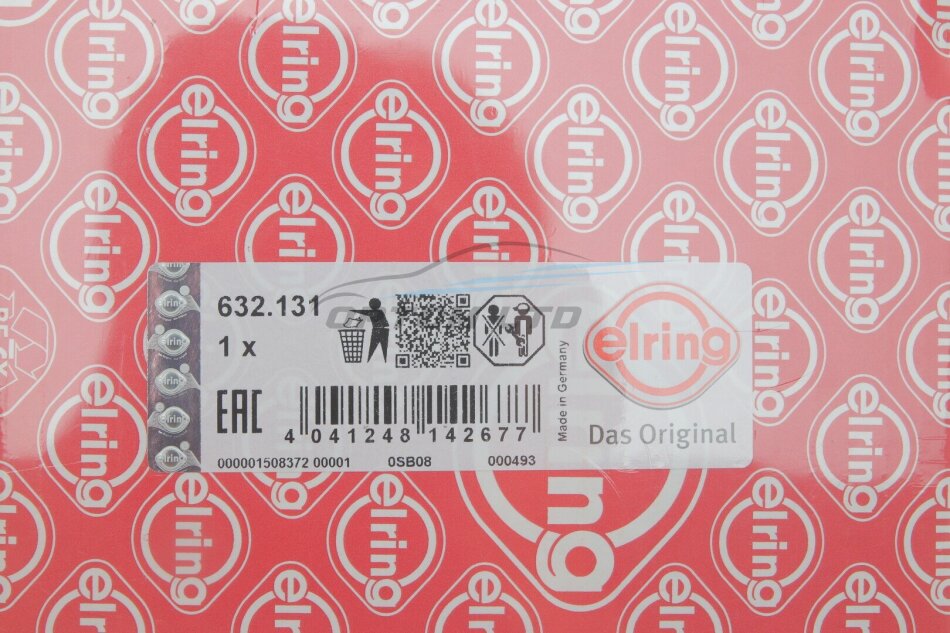 632.131
1 x
EAC
4 041248 142677
000001508372 00001 0SB08 000493
Made in Germany
elring
Das Original